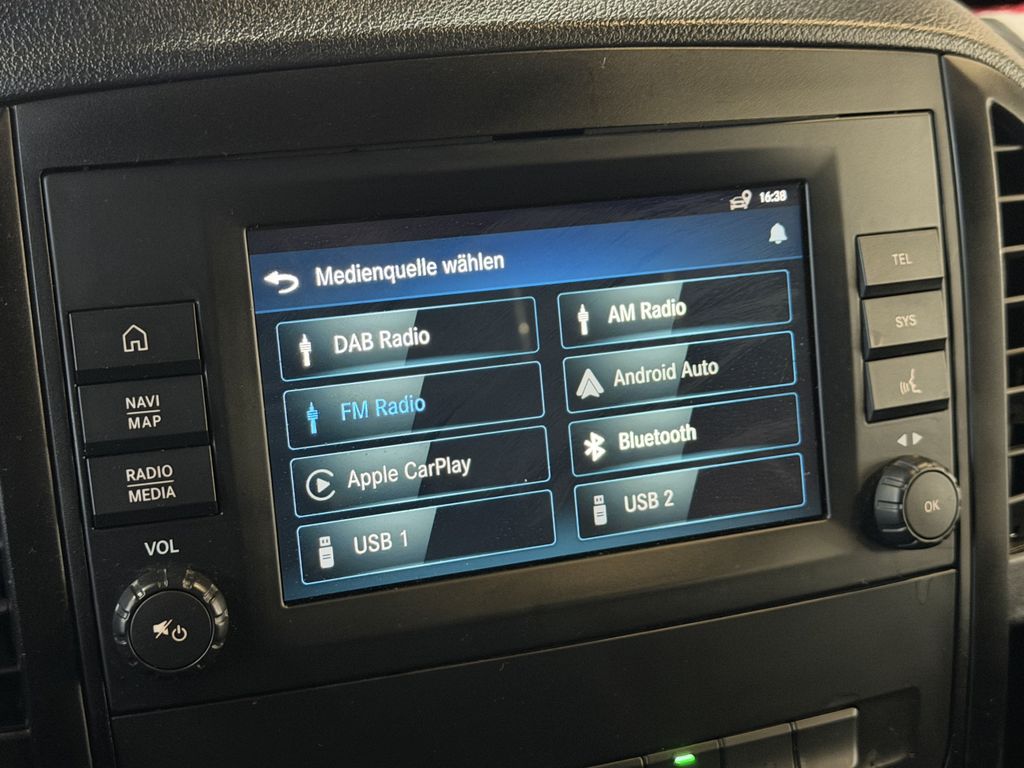 16:38
Medienquelle wählen
DAB Radio
AM Radio
FM Radio
Android Auto
Apple CarPlay
Bluetooth
USB 1
USB 2
NAVI
MAP
RADIO
MEDIA
VOL
TEL
SYS
OK